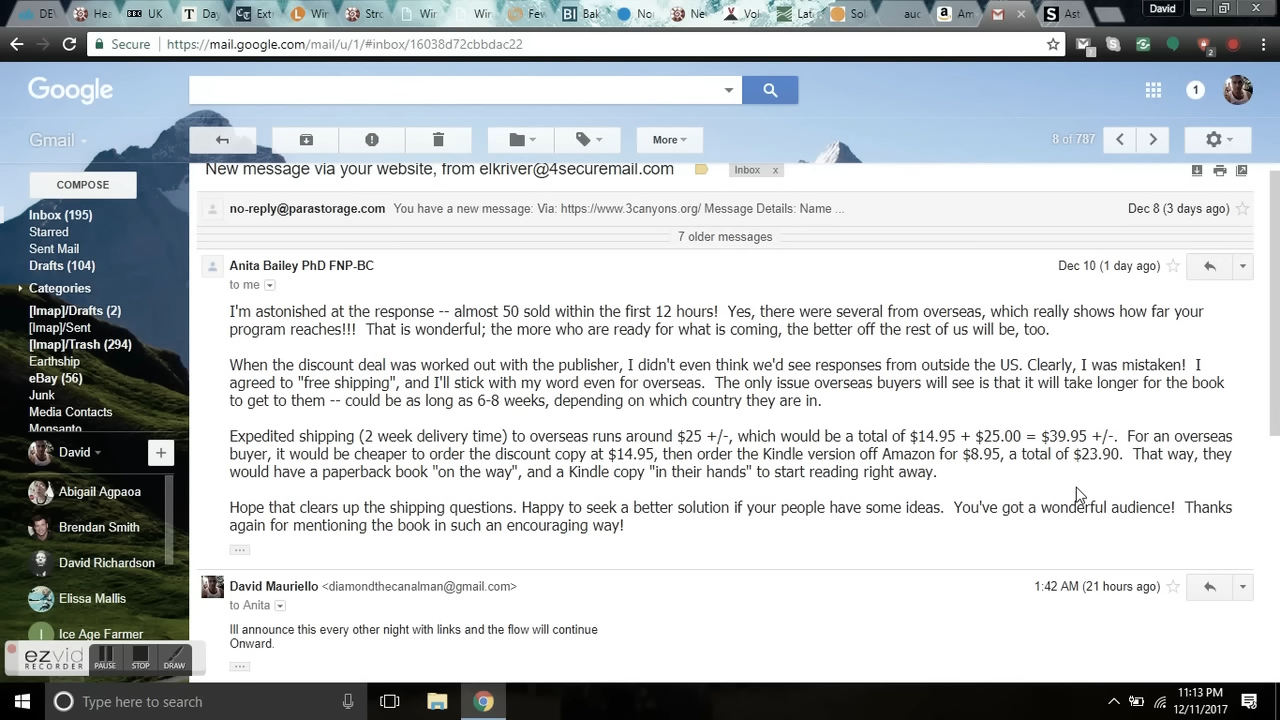 DE
Hea
BE
UK
T Day
Cr Ext
Lo
Stro
Wir
Wir
Few
BI Bak
No
Ne
Vol
Late
Sol
auc
a Am
S Ast
David
Secure
https://mail.google.com/mail/u/1/#inbox/16038d72cbbdac22
Google
1
Gmail
More
8 of 787
New message via your website, from elkriver@4securemail.com
Inbox x
COMPOSE
no-reply@parastorage.com You have a new message: Via: https://www.3canyons.org/ Message Details: Name ... Dec 8 (3 days ago)
7 older messages
Inbox (195)
Starred
Sent Mail
Drafts (104)
Categories
[Imap]/Drafts (2)
[Imap]/Sent
[Imap]/Trash (294)
Earthship
eBay (56)
Junk
Media Contacts
Monsanto
David
Abigail Agpaoa
Brendan Smith
David Richardson
Elissa Mallis
I Ice Age Farmer
Anita Bailey PhD FNP-BC Dec 10 (1 day ago)
to me
I'm astonished at the response -- almost 50 sold within the first 12 hours! Yes, there were several from overseas, which really shows how far your
program reaches!!! That is wonderful; the more who are ready for what is coming, the better off the rest of us will be, too.
When the discount deal was worked out with the publisher, I didn't even think we'd see responses from outside the US. Clearly, I was mistaken! I
agreed to "free shipping", and I'll stick with my word even for overseas. The only issue overseas buyers will see is that it will take longer for the book
to get to them -- could be as long as 6-8 weeks, depending on which country they are in.
Expedited shipping (2 week delivery time) to overseas runs around $25 +/-, which would be a total of $14.95 + $25.00 = $39.95 +/-. For an overseas
buyer, it would be cheaper to order the discount copy at $14.95, then order the Kindle version off Amazon for $8.95, a total of $23.90. That way, they
would have a paperback book "on the way", and a Kindle copy "in their hands" to start reading right away.
Hope that clears up the shipping questions. Happy to seek a better solution if your people have some ideas. You've got a wonderful audience! Thanks
again for mentioning the book in such an encouraging way!
...
David Mauriello <diamondthecanalman@gmail.com> 1:42 AM (21 hours ago)
to Anita
Ill announce this every other night with links and the flow will continue
Onward.
...
ezvid
RECORDER
PAUSE
STOP
DRAW
Type here to search
11:13 PM
12/11/2017